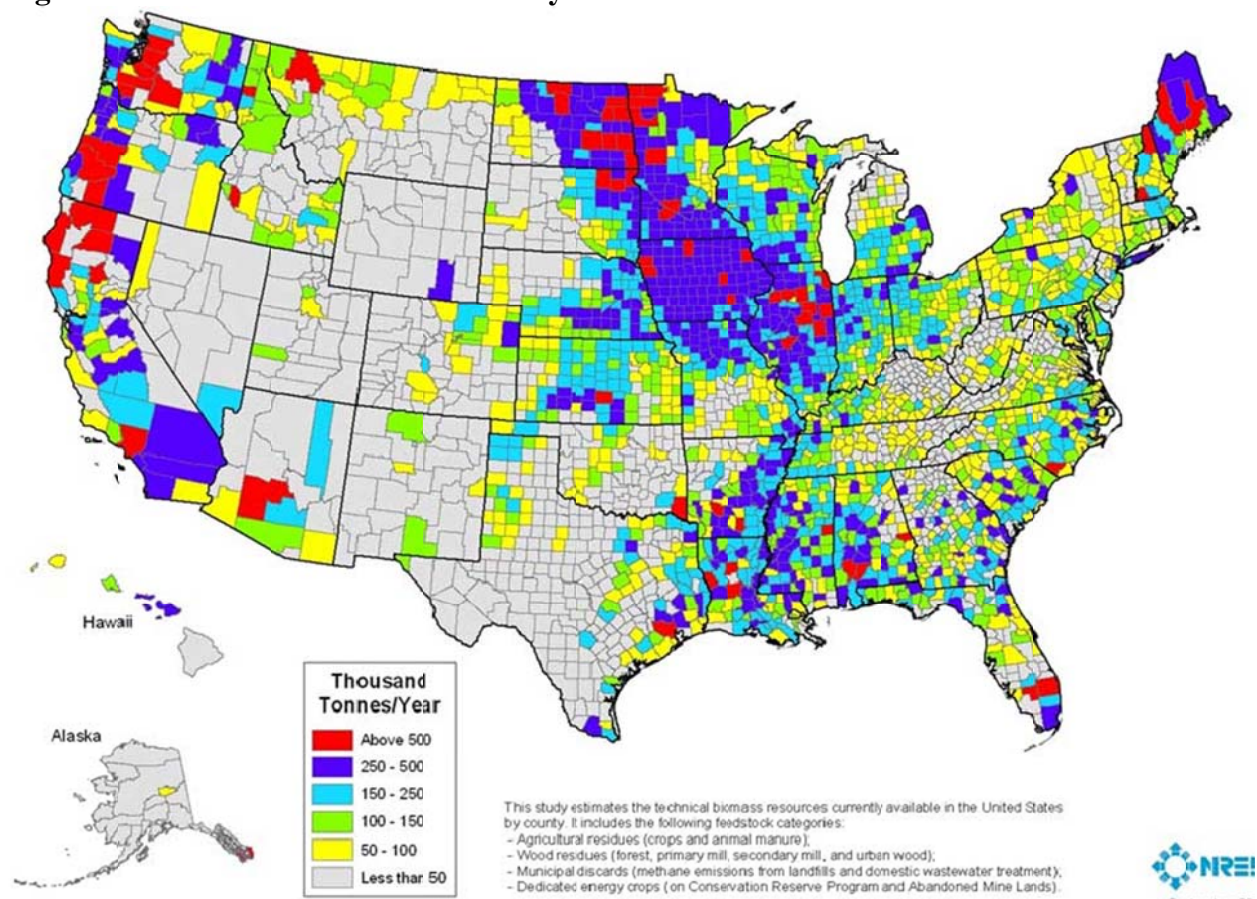 Hawaii
Alaska
Thousand
Tonnes/Year
Above 500
250 - 500
150 - 250
100 - 150
50 - 100
Less than 50
This study estimates the technical biomass resources currently available in the United States
by county. It includes the following feedstock categories:
- Agricultural residues (crops and animal manure);
- Wood residues (forest, primary mill, secondary mill, and urban wood);
- Municipal discards (methane emissions from landfills and domestic wastewater treatment);
- Dedicated energy crops (on Conservation Reserve Program and Abandoned Mine Lands).
NREL